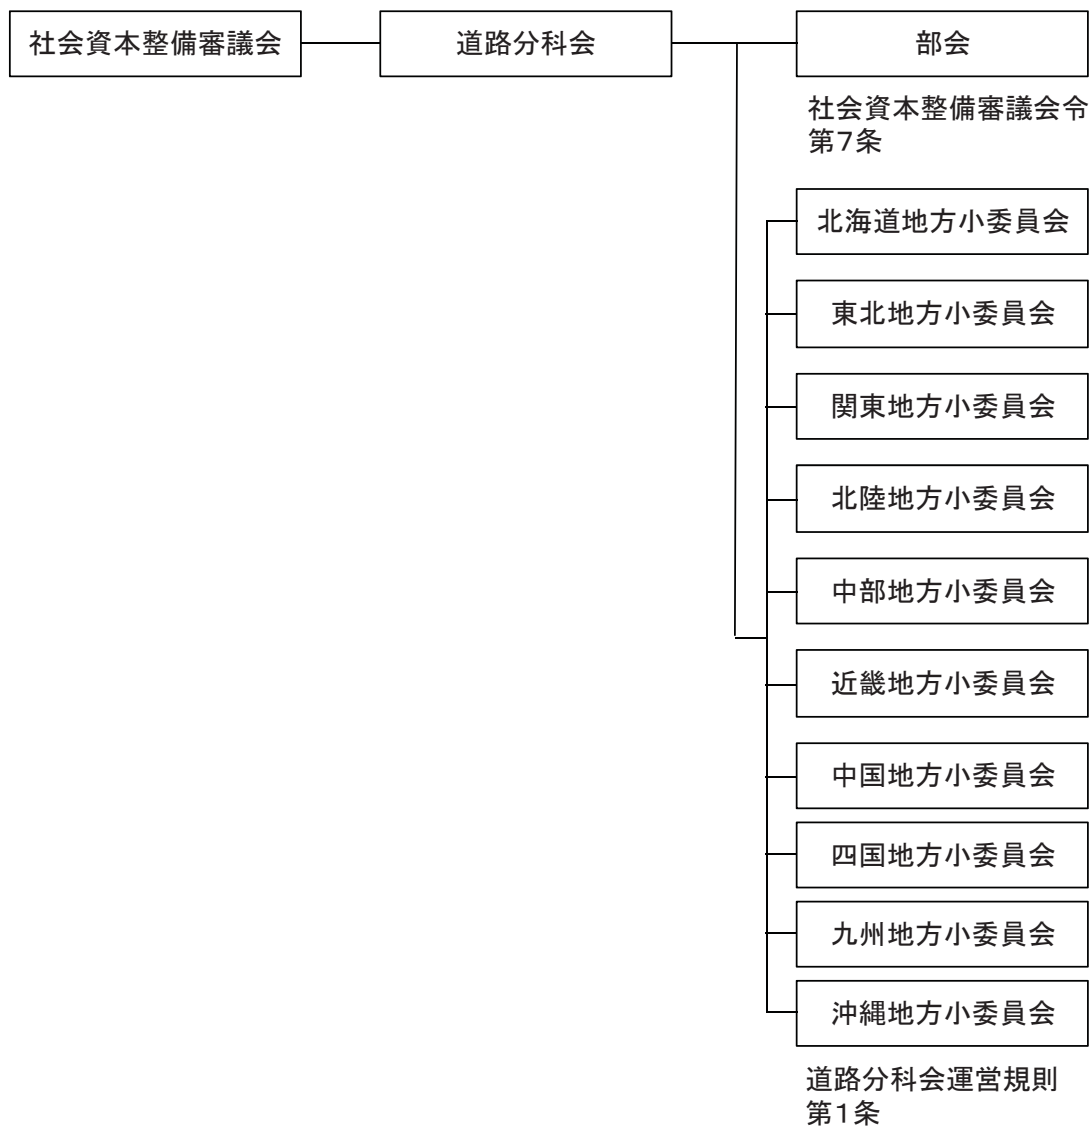 社会資本整備審議会
道路分科会
部会
社会資本整備審議会令
第7条
北海道地方小委員会
東北地方小委員会
関東地方小委員会
北陸地方小委員会
中部地方小委員会
近畿地方小委員会
中国地方小委員会
四国地方小委員会
九州地方小委員会
沖縄地方小委員会
道路分科会運営規則
第1条